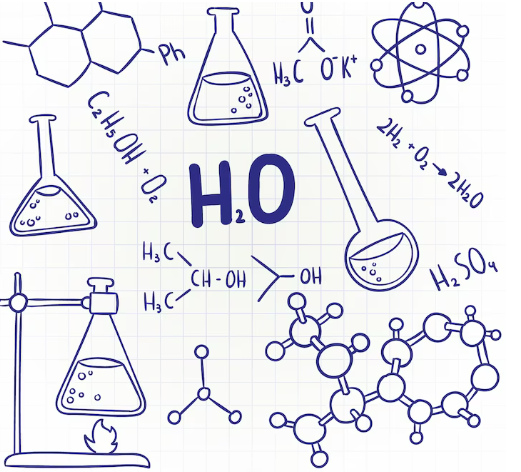 Ph
O
H₃C O⁻K⁺
C₂H₅OH + O₂
2H₂ + O₂ → 2H₂O
H₂O
H₂SO₄
H₃C
CH-OH
H₃C
OH